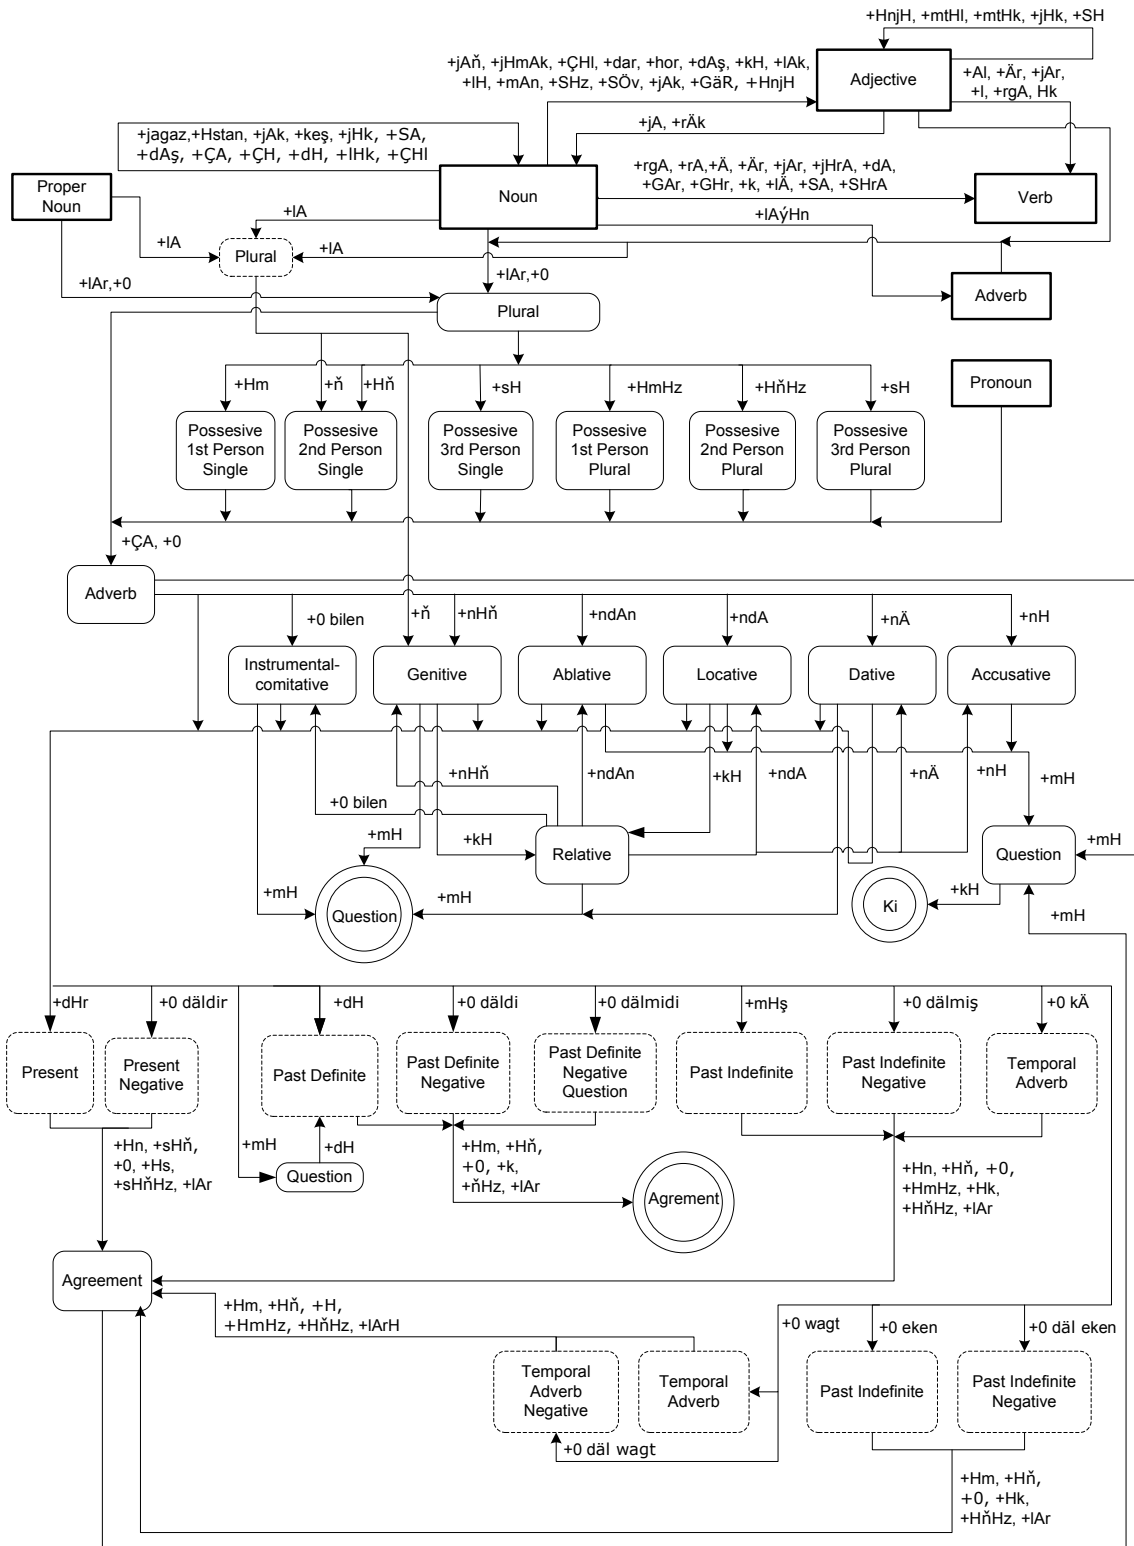 +HnjH, +mtHl, +mtHk, +jHk, +SH
+jAň, +jHmAk, +ÇHl, +dar, +hor, +dAş, +kH, +lAk,
+lH, +mAn, +SHz, +SÖv, +jAk, +GäR, +HnjH
Adjective
+Al, +Är, +jAr,
+l, +rgA, Hk
+jA, +rÄk
+jagaz,+Hstan, +jAk, +keş, +jHk, +SA,
+dAş, +ÇA, +ÇH, +dH, +lHk, +ÇHl
+rgA, +rA,+Ä, +Är, +jAr, +jHrA, +dA,
+GAr, +GHr, +k, +lÄ, +SA, +SHrA
Proper
Noun
Noun
Verb
+lA
+lAýHn
+lA
Plural
+lA
+lAr,+0
+lAr,+0
Adverb
Plural
+Hm
+ň
+Hň
+sH
+HmHz
+HňHz
+sH
Pronoun
Possesive
1st Person
Single
Possesive
2nd Person
Single
Possesive
3rd Person
Single
Possesive
1st Person
Plural
Possesive
2nd Person
Plural
Possesive
3rd Person
Plural
+ÇA, +0
Adverb
+0 bilen
+ň
+nHň
+ndAn
+ndA
+nÄ
+nH
Instrumental-
comitative
Genitive
Ablative
Locative
Dative
Accusative
+nHň
+ndAn
+kH
+ndA
+nÄ
+nH
+mH
+0 bilen
+mH
+kH
Relative
Question
+mH
+mH
Question
+mH
Ki
+kH
+mH
+dHr
+0 däldir
+dH
+0 däldi
+0 dälmidi
+mHş
+0 dälmiş
+0 kÄ
Present
Present
Negative
Past Definite
Past Definite
Negative
Past Definite
Negative
Question
Past Indefinite
Past Indefinite
Negative
Temporal
Adverb
+Hn, +sHň,
+0, +Hs,
+sHňHz, +lAr
+mH
+dH
Question
+Hm, +Hň,
+0, +k,
+ňHz, +lAr
Agrement
+Hn, +Hň, +0,
+HmHz, +Hk,
+HňHz, +lAr
Agreement
+Hm, +Hň, +H,
+HmHz, +HňHz, +lArH
+0 wagt
+0 eken
+0 däl eken
Temporal
Adverb
Negative
Temporal
Adverb
Past Indefinite
Past Indefinite
Negative
+0 däl wagt
+Hm, +Hň,
+0, +Hk,
+HňHz, +lAr